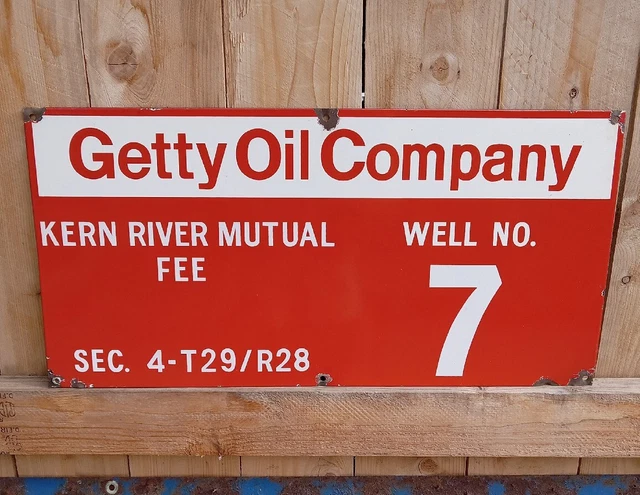 Getty Oil Company
KERN RIVER MUTUAL
FEE
WELL NO.
7
SEC. 4-T29/R28